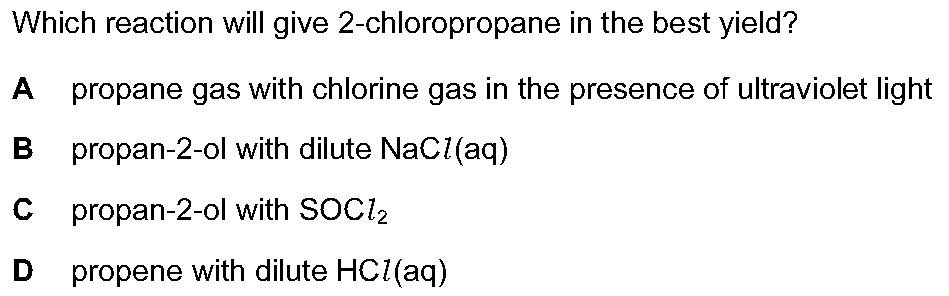 Which reaction will give 2-chloropropane in the best yield?
A propane gas with chlorine gas in the presence of ultraviolet light
B propan-2-ol with dilute NaCl(aq)
C propan-2-ol with SOCl₂
D propene with dilute HCl(aq)